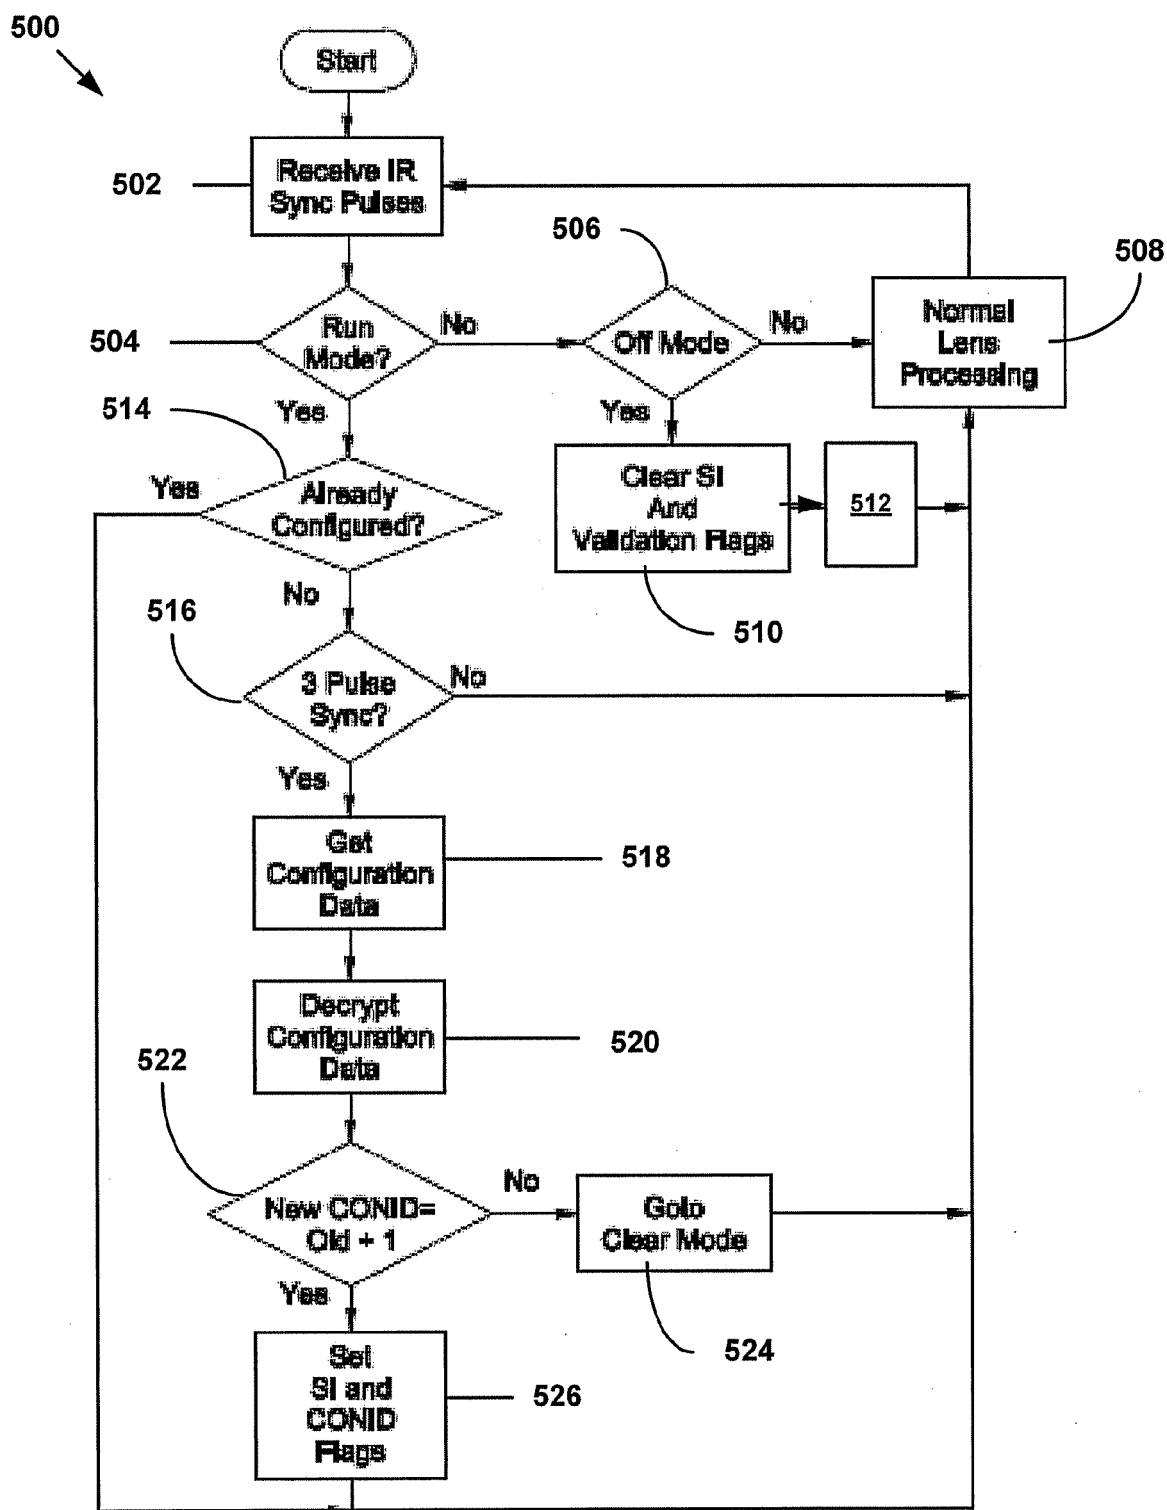 500
Start
502
Receive IR
Sync Pulses
506
508
504
Run
Mode?
No
Off Mode
No
Normal
Lens
Processing
514
Yes
Yes
Yes
Already
Configured?
Clear SI
And
Validation Flags
512
510
No
516
3 Pulse
Sync?
No
Yes
Get
Configuration
Data
518
Decrypt
Configuration
Data
520
522
New CONID=
Old + 1
No
Goto
Clear Mode
524
Yes
Set
SI and
CONID
Flags
526